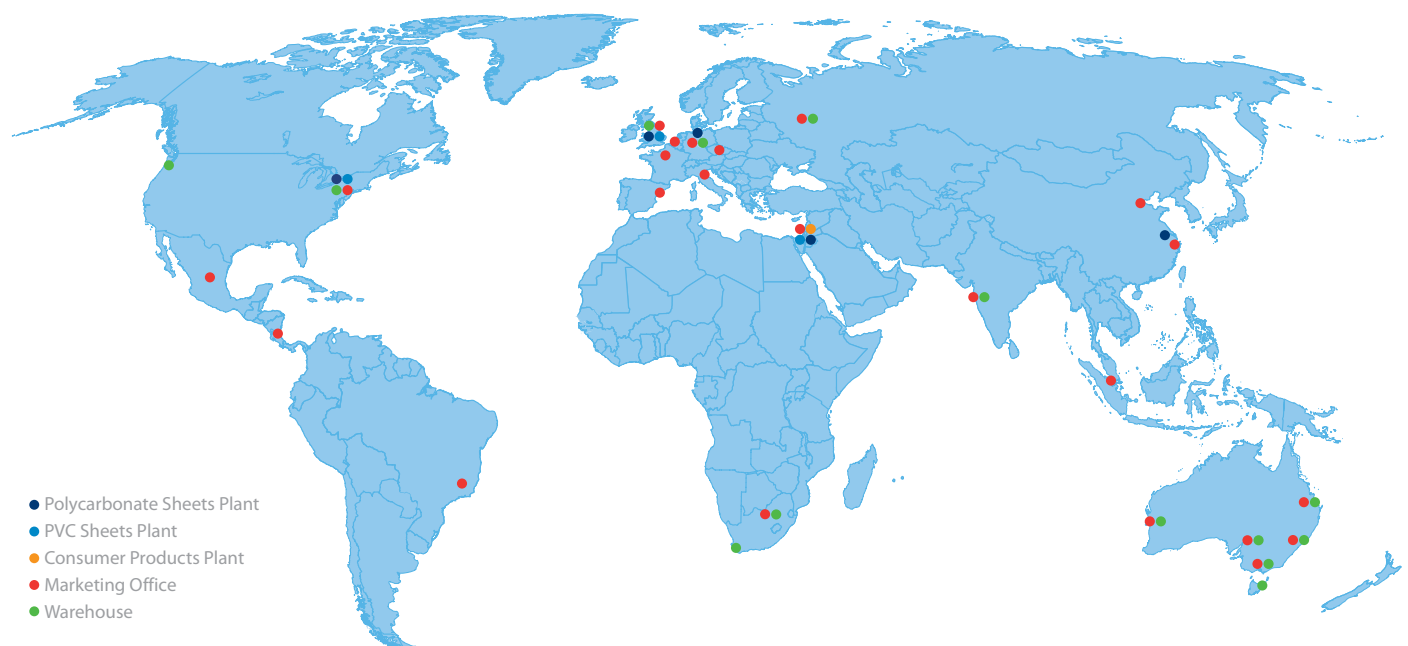 Polycarbonate Sheets Plant
PVC Sheets Plant
Consumer Products Plant
Marketing Office
Warehouse